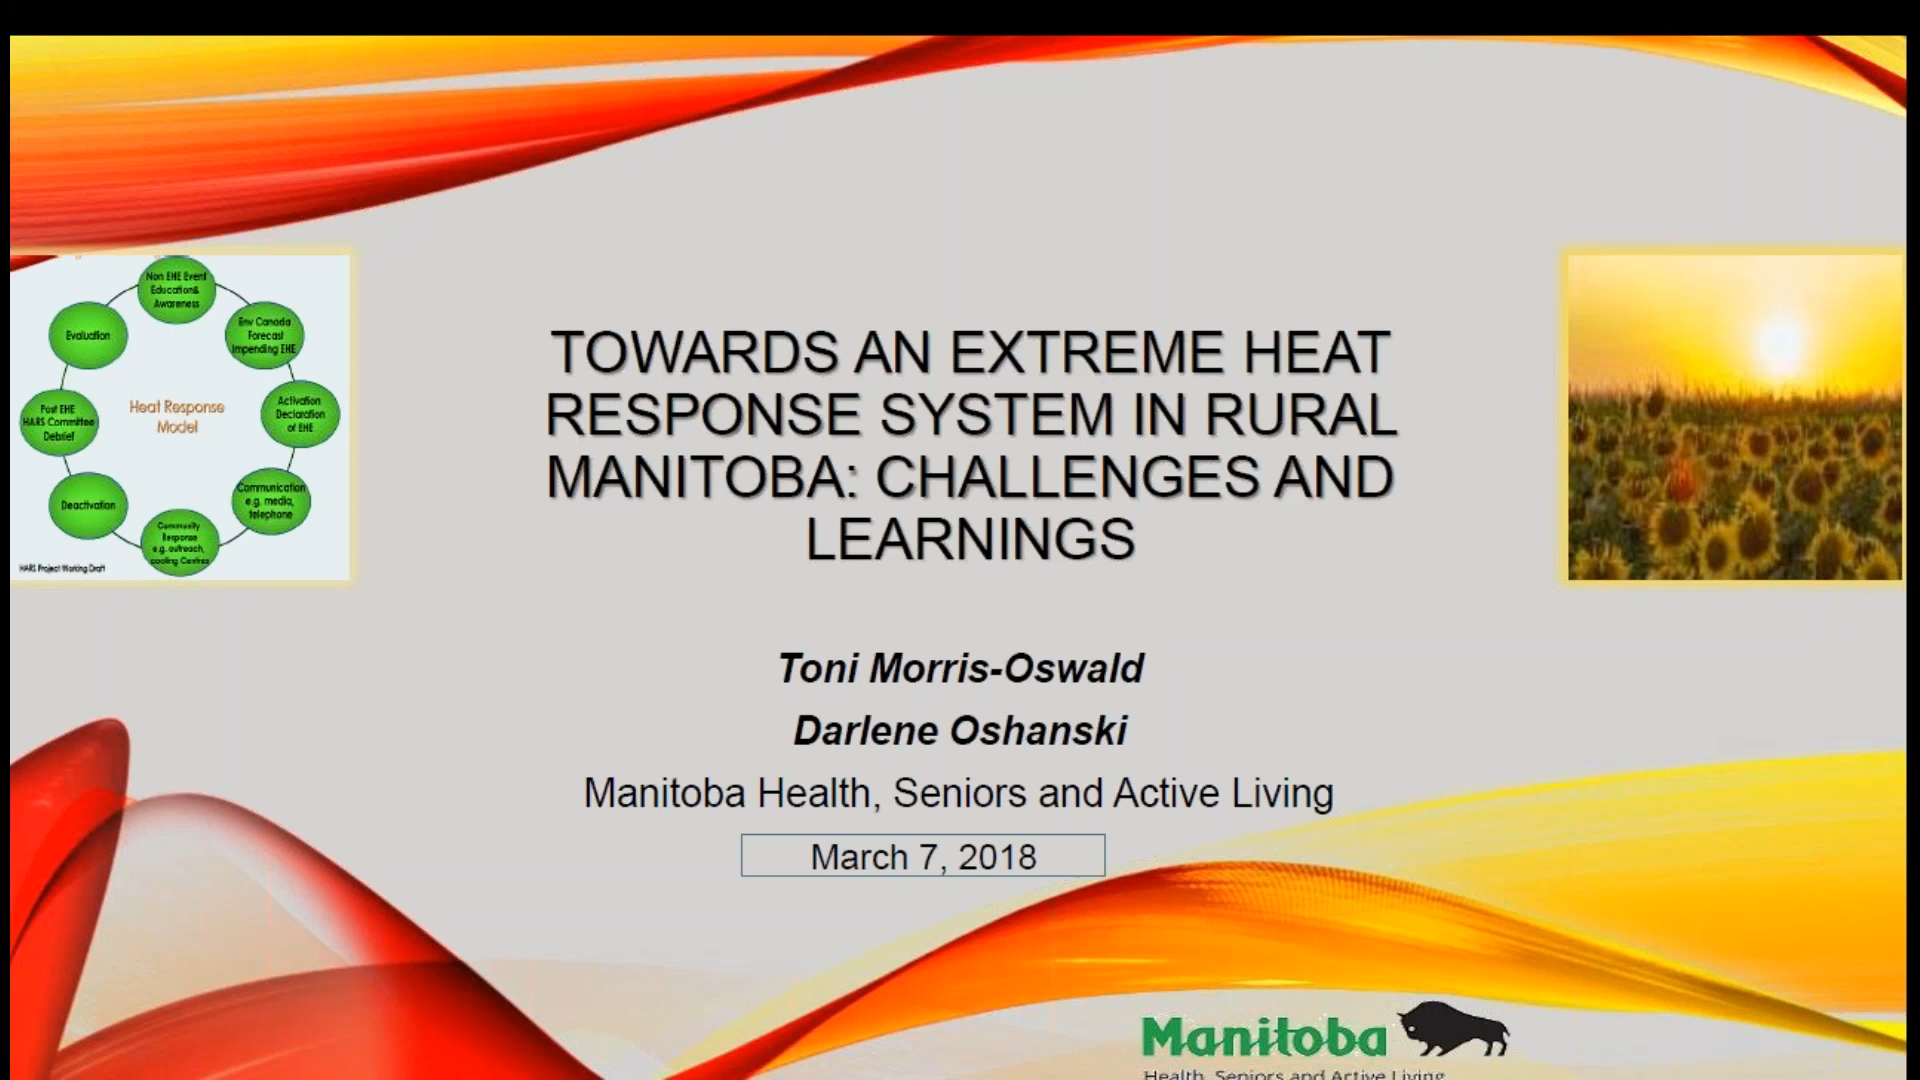 Non EHE Event
Education&
Awareness
Env Canada
Forecast
Impending EHE
Activation
Declaration
of EHE
Communication
e.g. media,
telephone
Community
Response
e.g. outreach,
cooling Centres
Deactivation
Post EHE
HARS Committee
Debrief
Evaluation
Heat Response
Model
HARS Project Working Draft
TOWARDS AN EXTREME HEAT
RESPONSE SYSTEM IN RURAL
MANITOBA: CHALLENGES AND
LEARNINGS
Toni Morris-Oswald
Darlene Oshanski
Manitoba Health, Seniors and Active Living
March 7, 2018
Manitoba
Health, Seniors and Active Living